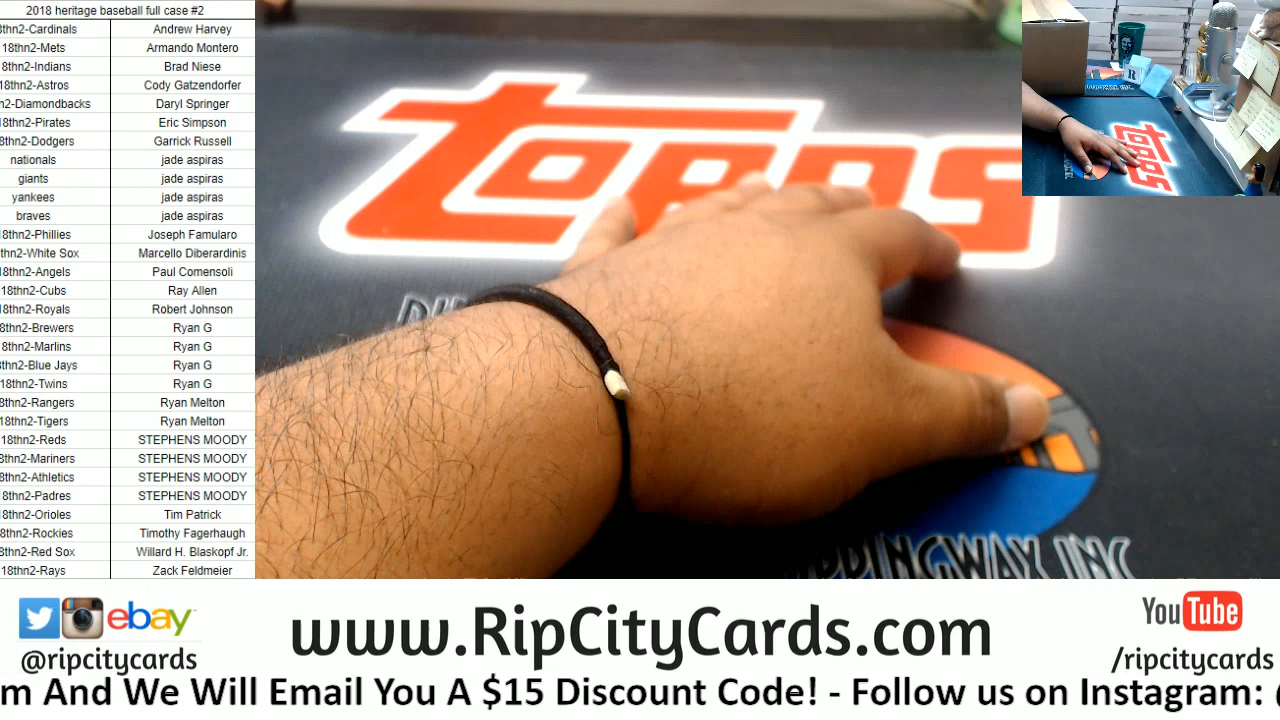 2018 heritage baseball full case #2
8thn2-Cardinals Andrew Harvey
18thn2-Mets Armando Montero
8thn2-Indians Brad Niese
18thn2-Astros Cody Gatzendorfer
n2-Diamondbacks Daryl Springer
18thn2-Pirates Eric Simpson
8thn2-Dodgers Garrick Russell
nationals jade aspiras
giants jade aspiras
yankees jade aspiras
braves jade aspiras
18thn2-Phillies Joseph Famularo
thn2-White Sox Marcello Diberardinis
18thn2-Angels Paul Comensoli
18thn2-Cubs Ray Allen
18thn2-Royals Robert Johnson
8thn2-Brewers Ryan G
8thn2-Marlins Ryan G
8thn2-Blue Jays Ryan G
18thn2-Twins Ryan G
8thn2-Rangers Ryan Melton
18thn2-Tigers Ryan Melton
18thn2-Reds STEPHENS MOODY
8thn2-Mariners STEPHENS MOODY
8thn2-Athletics STEPHENS MOODY
8thn2-Padres STEPHENS MOODY
18thn2-Orioles Tim Patrick
8thn2-Rockies Timothy Fagerhaugh
8thn2-Red Sox Willard H. Blaskopf Jr.
18thn2-Rays Zack Feldmeier
topps
topps
INC
ebay
@ripcitycards
www.RipCityCards.com
YouTube
/ripcitycards
m And We Will Email You A $15 Discount Code! - Follow us on Instagram: